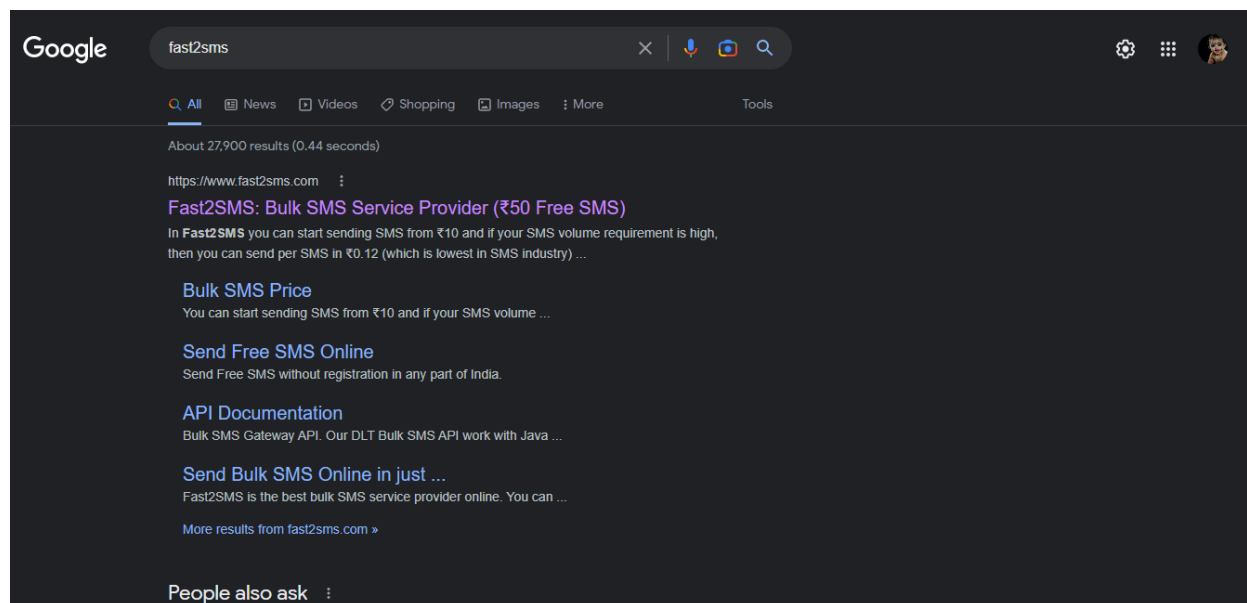 Google
fast2sms
All News Videos Shopping Images More Tools
About 27,900 results (0.44 seconds)
https://www.fast2sms.com
Fast2SMS: Bulk SMS Service Provider (₹50 Free SMS)
In Fast2SMS you can start sending SMS from ₹10 and if your SMS volume requirement is high,
then you can send per SMS in ₹0.12 (which is lowest in SMS industry) ...
Bulk SMS Price
You can start sending SMS from ₹10 and if your SMS volume ...
Send Free SMS Online
Send Free SMS without registration in any part of India.
API Documentation
Bulk SMS Gateway API. Our DLT Bulk SMS API work with Java ...
Send Bulk SMS Online in just ...
Fast2SMS is the best bulk SMS service provider online. You can ...
More results from fast2sms.com »
People also ask